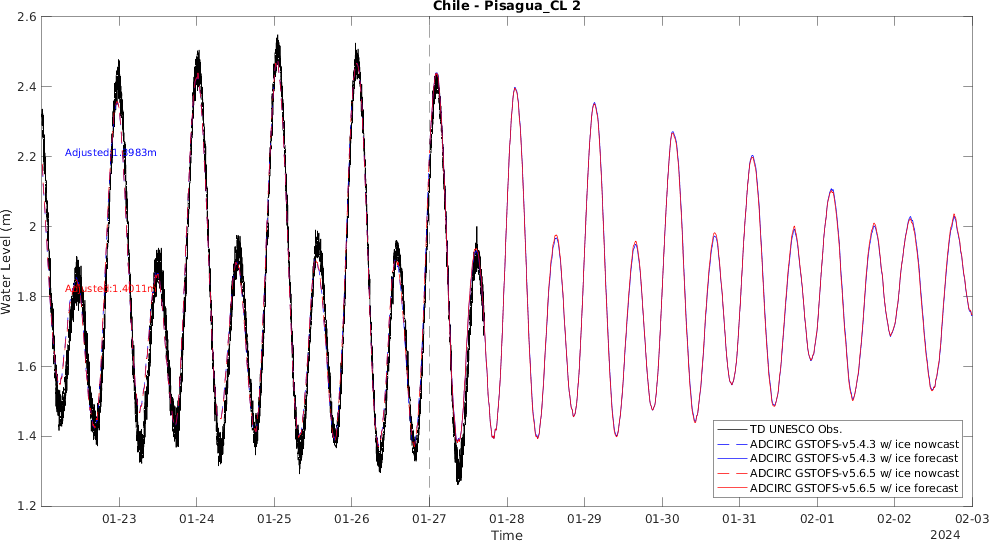 Chile - Pisagua_CL 2
2.6
2.4
2.2
2
1.8
1.6
1.4
1.2
Water Level (m)
Adjusted:1.3983m
Adjusted:1.4011m
TD UNESCO Obs.
ADCIRC GSTOFS-v5.4.3 w/ ice nowcast
ADCIRC GSTOFS-v5.4.3 w/ ice forecast
ADCIRC GSTOFS-v5.6.5 w/ ice nowcast
ADCIRC GSTOFS-v5.6.5 w/ ice forecast
01-23 01-24 01-25 01-26 01-27 01-28 01-29 01-30 01-31 02-01 02-02 02-03
Time
2024